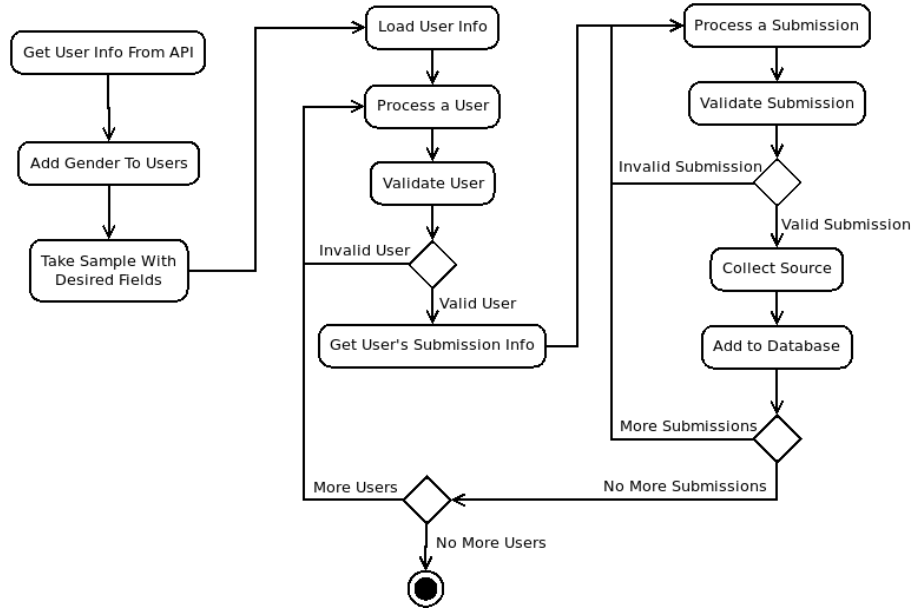 Get User Info From API
Add Gender To Users
Take Sample With
Desired Fields
Load User Info
Process a User
Validate User
Invalid User
Valid User
Get User's Submission Info
Process a Submission
Validate Submission
Invalid Submission
Valid Submission
Collect Source
Add to Database
More Submissions
No More Submissions
More Users
No More Users